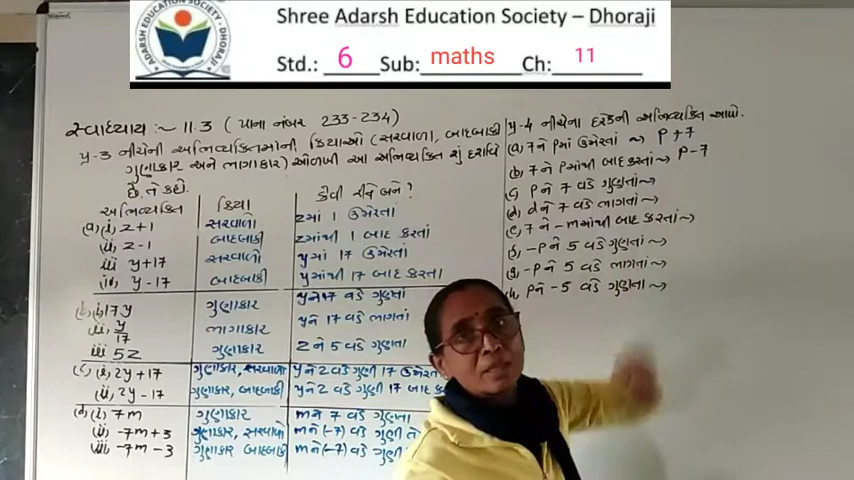 ADARSH EDUCATION SOCIETY
DHORAJI
Shree Adarsh Education Society – Dhoraji
Std.: 6 Sub: maths Ch: 11
સ્વાધ્યાય :~ 11.3 ( પાના નંબર 233-234)
પ્ર-3 નીચેની અભિવ્યક્તિમાંની ક્રિયાઓ (સરવાળા, બાદબાકી
ગુણાકાર અને ભાગાકાર) ઓળખી આ અભિવ્યક્તિ શું દર્શાવે
છે. તે કહો.
અભિવ્યક્તિ ક્રિયા કેવી રીતે બને?
(a) (i) z+1 સરવાળો zમાં 1 ઉમેરતાં
(ii) z-1 બાદબાકી zમાંથી 1 બાદ કરતાં
iii y+17 સરવાળો yમાં 17 ઉમેરતાં
(iv) y-17 બાદબાકી yમાંથી 17 બાદ કરતા
(b) (i) 17y ગુણાકાર yને 17 વડે ગુણતાં
(ii) y/17 ભાગાકાર yને 17 વડે ભાગતાં
iii 5z ગુણાકાર zને 5 વડે ગુણતા
(c) (i) 2y+17 ગુણાકાર, સરવાળો yને 2 વડે ગુણી 17 ઉમેરતાં
(ii) 2y-17 ગુણાકાર, બાદબાકી yને 2 વડે ગુણી 17 બાદ
(d) (i) 7m ગુણાકાર mને 7 વડે ગુણતા
(ii) -7m+3 ગુણાકાર, સરવાળો mને (-7) વડે ગુણી
iii -7m-3 ગુણાકાર બાદબાકી mને (-7) વડે ગુણી
પ્ર-4 નીચેના દરેકની અભિવ્યક્તિ આપો.
(a) 7ને pમાં ઉમેરતાં ~> p+7
(b) 7ને pમાંથી બાદ કરતાં ~> p-7
(c) pને 7 વડે ગુણતાં ~>
(d) pને 7 વડે ભાગતાં ~>
(e) 7ને -mમાંથી બાદ કરતાં ~>
(f) -pને 5 વડે ગુણતાં ~>
(g) -pને 5 વડે ભાગતાં ~>
(h) pને -5 વડે ગુણતા ~>